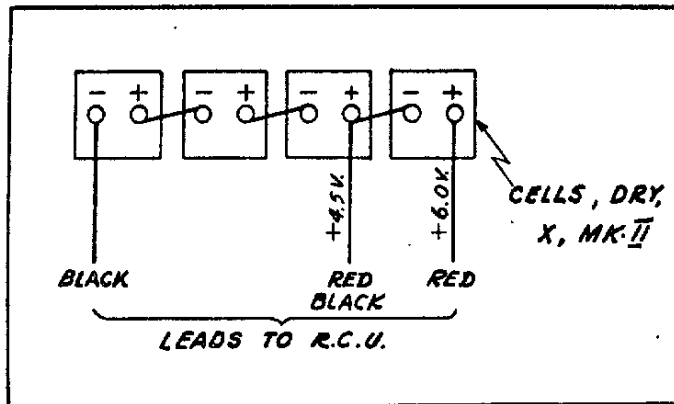 - + - + - + - +
+4.5V.
+6.0V.
CELLS, DRY,
X, MK.II
BLACK
RED
BLACK
RED
LEADS TO R.C.U.